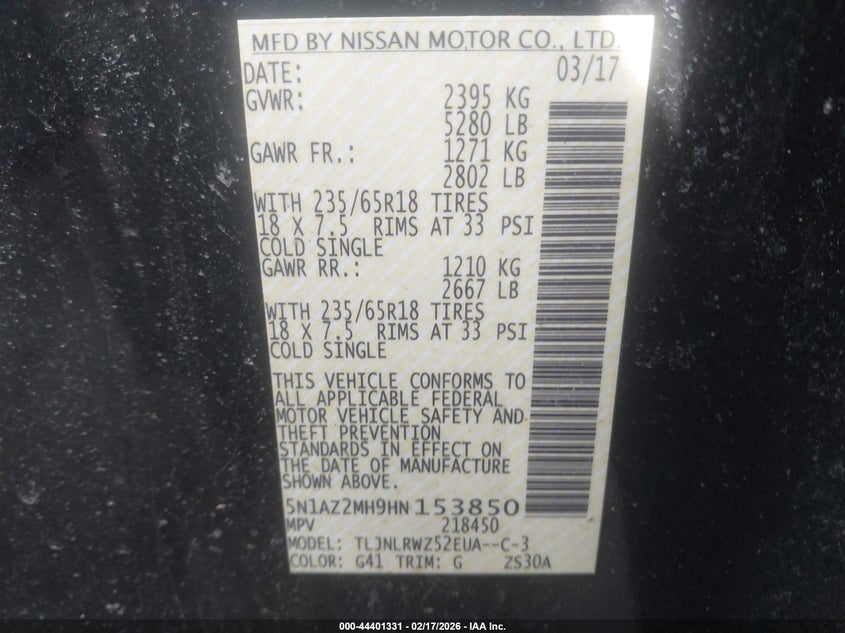 MFD BY NISSAN MOTOR CO., LTD.
DATE: 03/17
GVWR: 2395 KG
5280 LB
GAWR FR.: 1271 KG
2802 LB
WITH 235/65R18 TIRES
18 X 7.5 RIMS AT 33 PSI
COLD SINGLE
GAWR RR.: 1210 KG
2667 LB
WITH 235/65R18 TIRES
18 X 7.5 RIMS AT 33 PSI
COLD SINGLE
THIS VEHICLE CONFORMS TO
ALL APPLICABLE FEDERAL
MOTOR VEHICLE SAFETY AND
THEFT PREVENTION
STANDARDS IN EFFECT ON
THE DATE OF MANUFACTURE
SHOWN ABOVE.
5N1AZ2MH9HN153850
MPV 218450
MODEL: TLJNLRWZ52EUA--C-3
COLOR: G41 TRIM: G ZS30A
000-44401331 - 02/17/2026 - IAA Inc.